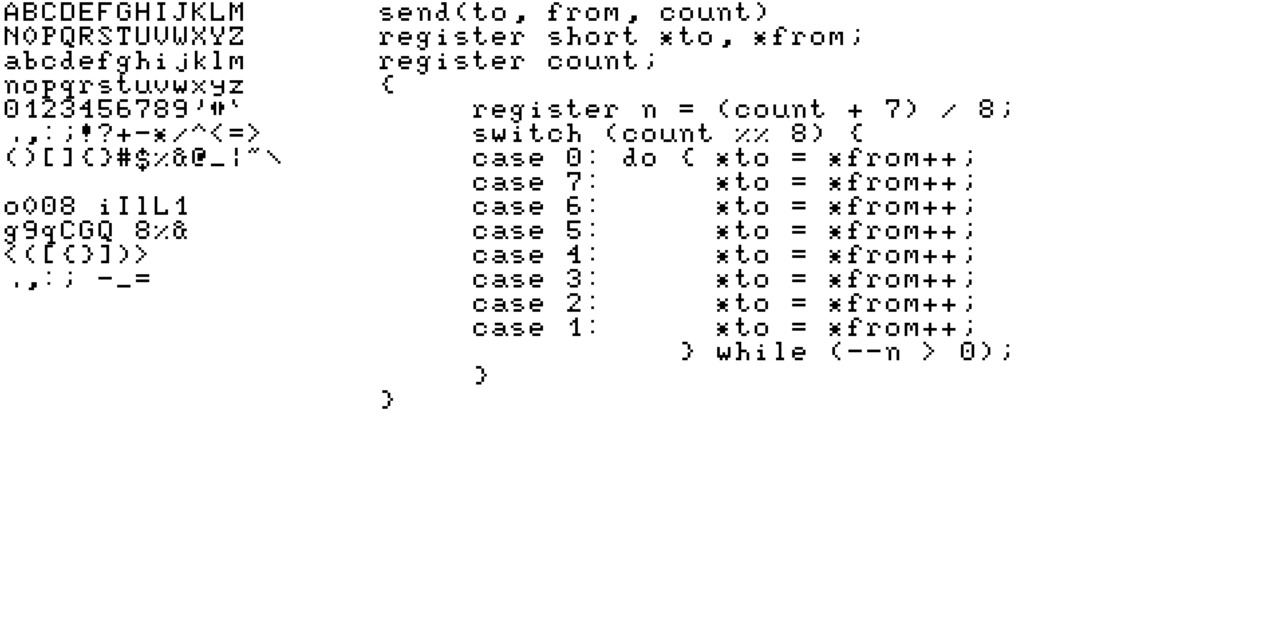 ABCDEFGHIJKLM
NOPQRSTUVWXYZ
abcdefghijklm
nopqrstuvwxyz
0123456789'"`
.,:;!?+-*/^<=>
()[]{}#$%&@_|~\
oO08 iIlL1
g9qCGQ 8%&
<([{}])>
.,:; -_=
send(to, from, count)
register short *to, *from;
register count;
{
    register n = (count + 7) / 8;
    switch (count %% 8) {
    case 0: do { *to = *from++;
    case 7:      *to = *from++;
    case 6:      *to = *from++;
    case 5:      *to = *from++;
    case 4:      *to = *from++;
    case 3:      *to = *from++;
    case 2:      *to = *from++;
    case 1:      *to = *from++;
             } while (--n > 0);
    }
}